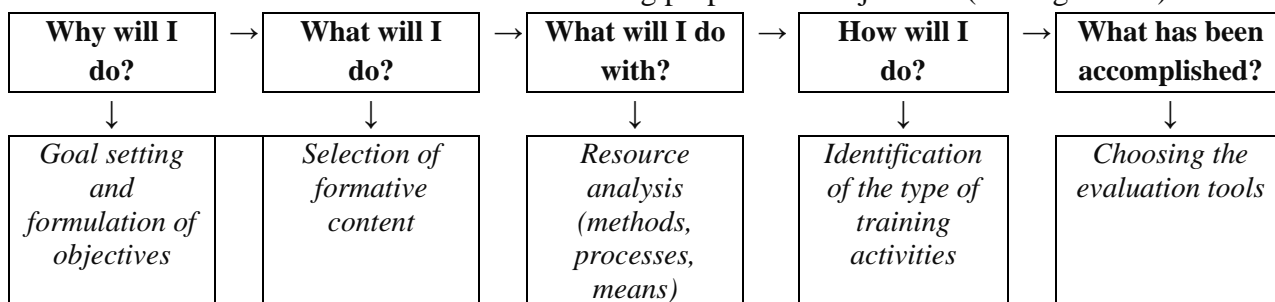 Why will I
do?
→
What will I
do?
→
What will I do
with?
→
How will I
do?
→
What has been
accomplished?
↓
↓
↓
↓
↓
Goal setting
and
formulation of
objectives
Selection of
formative
content
Resource
analysis
(methods,
processes,
means)
Identification
of the type of
training
activities
Choosing the
evaluation tools